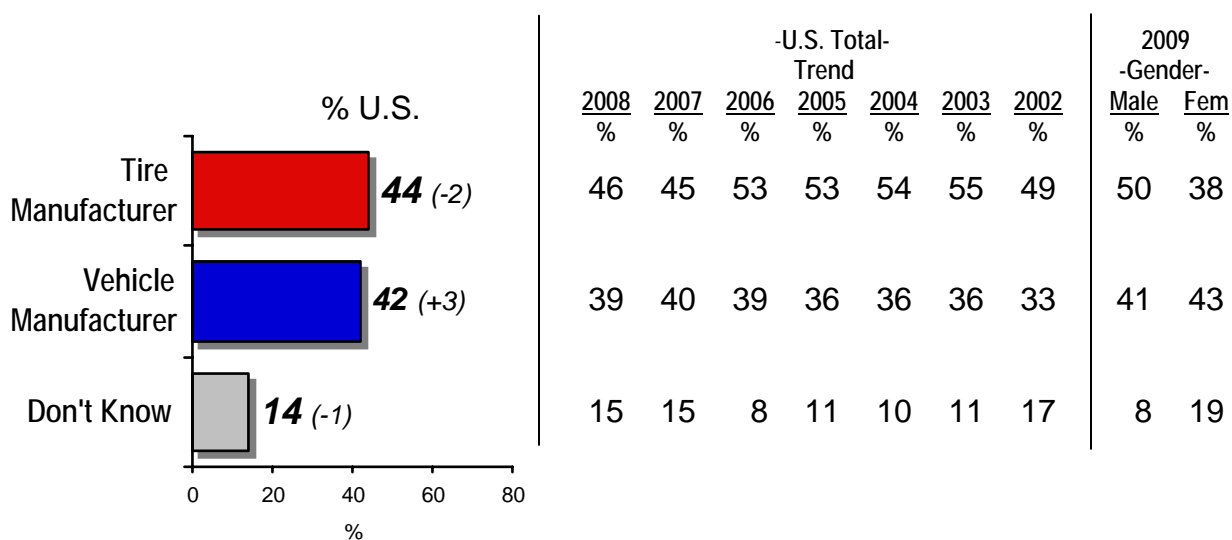 -U.S. Total-
Trend
2009
-Gender-
% U.S.
2008 2007 2006 2005 2004 2003 2002 Male Fem
% % % % % % % % %
Tire
Manufacturer
44 (-2)
46 45 53 53 54 55 49 50 38
Vehicle
Manufacturer
42 (+3)
39 40 39 36 36 36 33 41 43
Don't Know
14 (-1)
15 15 8 11 10 11 17 8 19
0 20 40 60 80
%